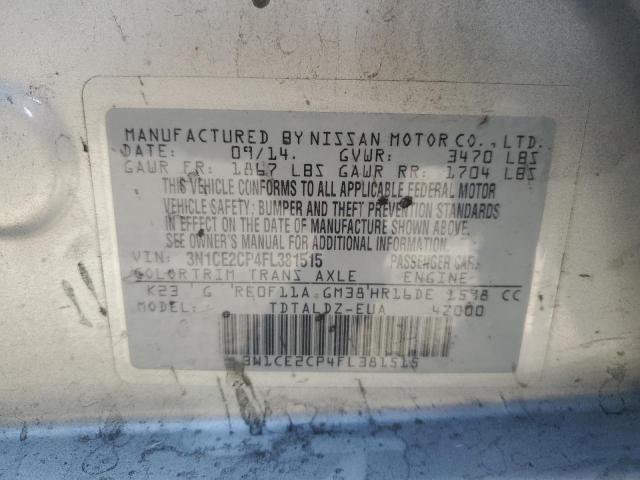 MANUFACTURED BY NISSAN MOTOR CO., LTD.
DATE: 09/14. GVWR: 3470 LBS
GAWR FR: 1867 LBS GAWR RR: 1704 LBS
THIS VEHICLE CONFORMS TO ALL APPLICABLE FEDERAL MOTOR
VEHICLE SAFETY, BUMPER AND THEFT PREVENTION STANDARDS
IN EFFECT ON THE DATE OF MANUFACTURE SHOWN ABOVE.
SEE OWNER'S MANUAL FOR ADDITIONAL INFORMATION.
VIN: 3N1CE2CP4FL381515 PASSENGER CAR
COLOR TRIM TRANS AXLE ENGINE
K23 G RE0F11A GM38 HR16DE 1598 CC
MODEL: TDTALDZ-EUA 4Z000
3N1CE2CP4FL381515